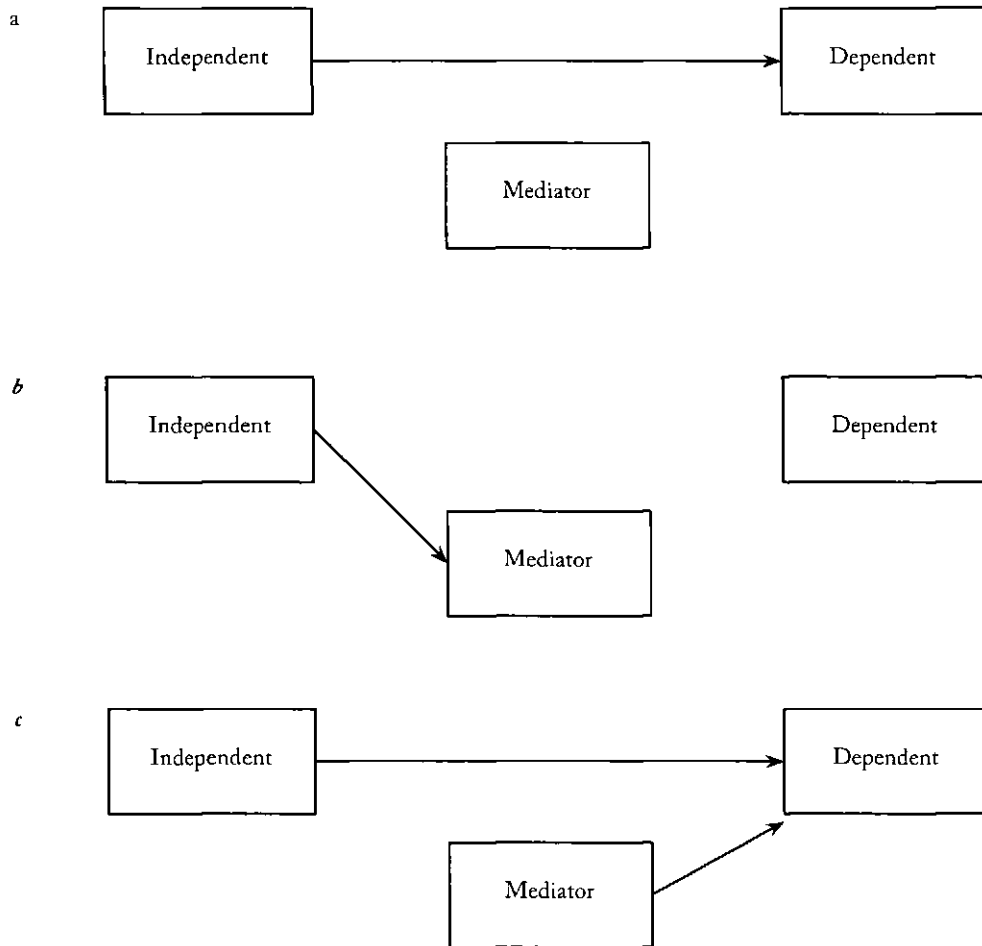 a
Independent
Dependent
Mediator
b
Independent
Dependent
Mediator
c
Independent
Dependent
Mediator